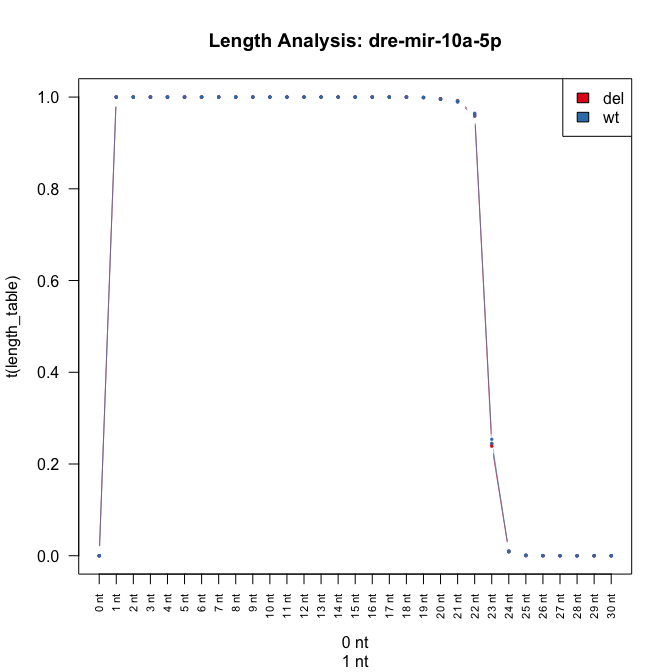 Length Analysis: dre-mir-10a-5p
del
wt
t(length_table)
1.0
0.8
0.6
0.4
0.2
0.0
0 nt
1 nt
2 nt
3 nt
4 nt
5 nt
6 nt
7 nt
8 nt
9 nt
10 nt
11 nt
12 nt
13 nt
14 nt
15 nt
16 nt
17 nt
18 nt
19 nt
20 nt
21 nt
22 nt
23 nt
24 nt
25 nt
26 nt
27 nt
28 nt
29 nt
30 nt
0 nt
1 nt